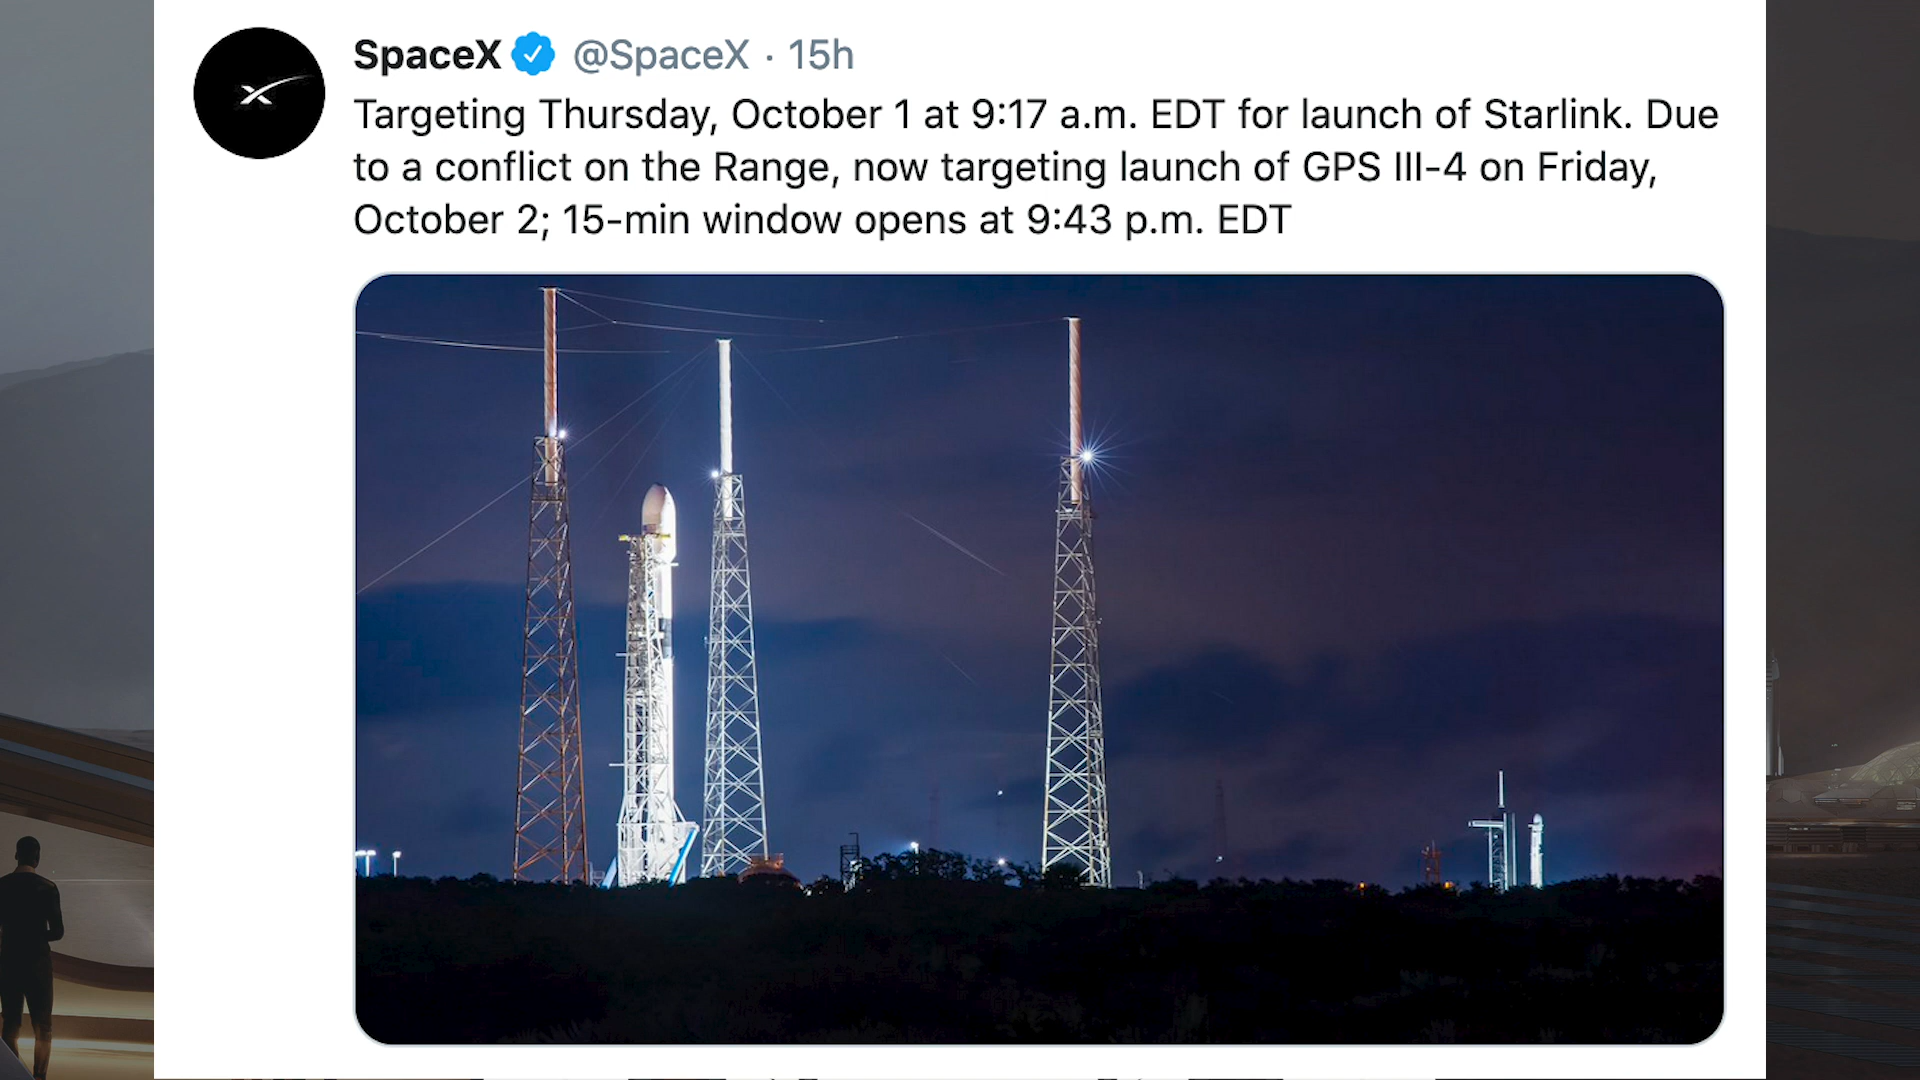 SpaceX @SpaceX · 15h
Targeting Thursday, October 1 at 9:17 a.m. EDT for launch of Starlink. Due
to a conflict on the Range, now targeting launch of GPS III-4 on Friday,
October 2; 15-min window opens at 9:43 p.m. EDT